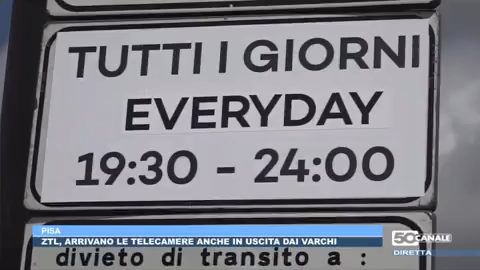 TUTTI I GIORNI
EVERYDAY
19:30 - 24:00
PISA
ZTL, ARRIVANO LE TELECAMERE ANCHE IN USCITA DAI VARCHI
50 CANALE
DIRETTA
divieto di transito a :